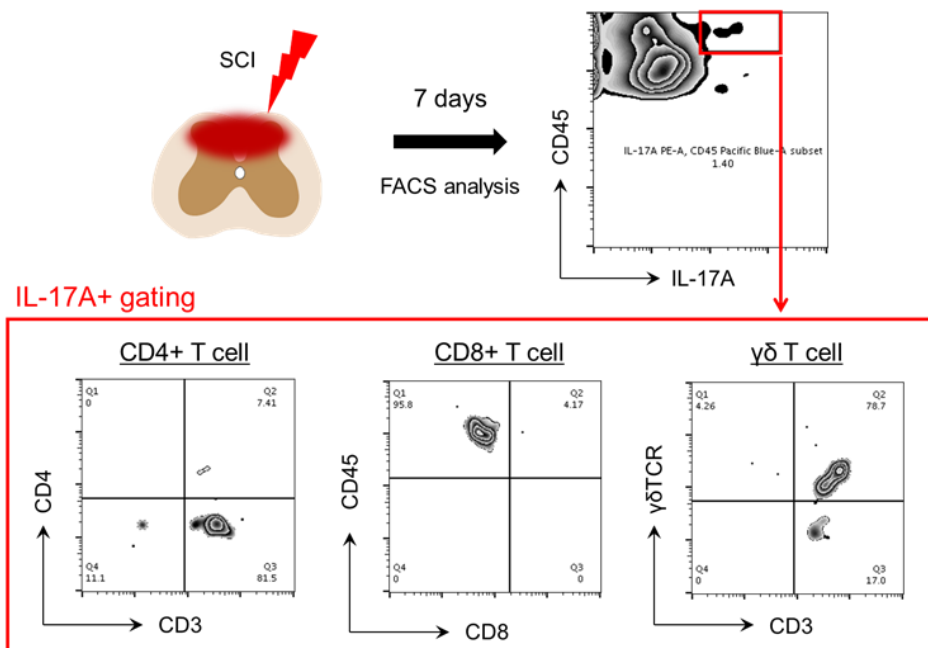 SCI
7 days
FACS analysis
CD45
IL-17A PE-A, CD45 Pacific Blue-A subset
1.40
IL-17A
IL-17A+ gating
CD4+ T cell
Q1
0
Q2
7.41
CD4
Q4
11.1
Q3
81.5
CD3
CD8+ T cell
Q1
95.8
Q2
4.17
CD45
Q4
0
Q3
0
CD8
γδ T cell
Q1
4.26
Q2
78.7
γδTCR
Q4
0
Q3
17.0
CD3